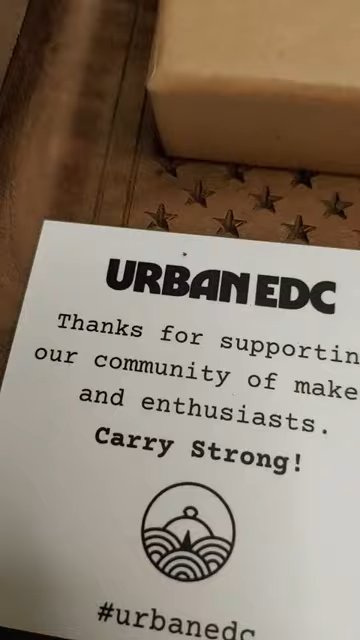 URBAN EDC
Thanks for supportin
our community of make
and enthusiasts.
Carry Strong!
#urbanedc